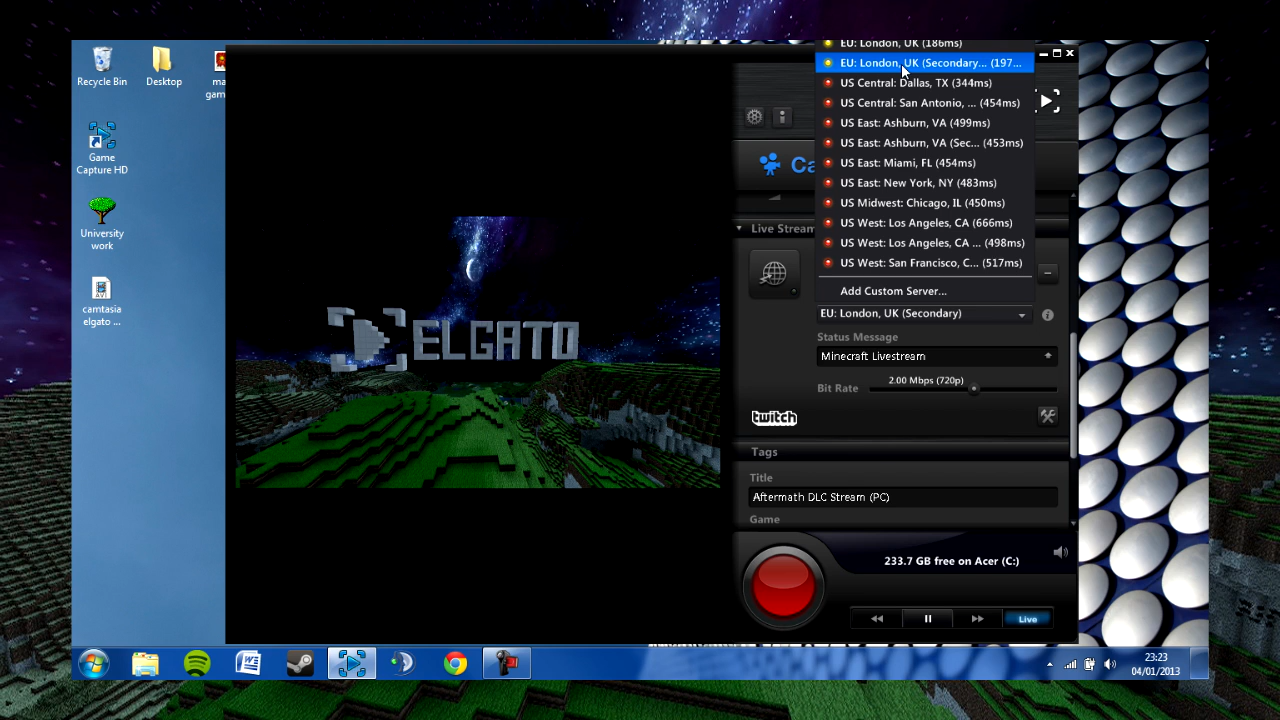 EU: London, UK (186ms)
EU: London, UK (Secondary... (197...
US Central: Dallas, TX (344ms)
US Central: San Antonio, ... (454ms)
US East: Ashburn, VA (499ms)
US East: Ashburn, VA (Sec... (453ms)
US East: Miami, FL (454ms)
US East: New York, NY (483ms)
US Midwest: Chicago, IL (450ms)
US West: Los Angeles, CA (666ms)
US West: Los Angeles, CA ... (498ms)
US West: San Francisco, C... (517ms)
Add Custom Server...
Recycle Bin
Desktop
ma
gam
Game
Capture HD
University
work
camtasia
elgato ...
AVI
ELGATO
Ca
Live Stream
EU: London, UK (Secondary)
Status Message
Minecraft Livestream
Bit Rate
2.00 Mbps (720p)
twitch
Tags
Title
Aftermath DLC Stream (PC)
Game
233.7 GB free on Acer (C:)
Live
23:23
04/01/2013